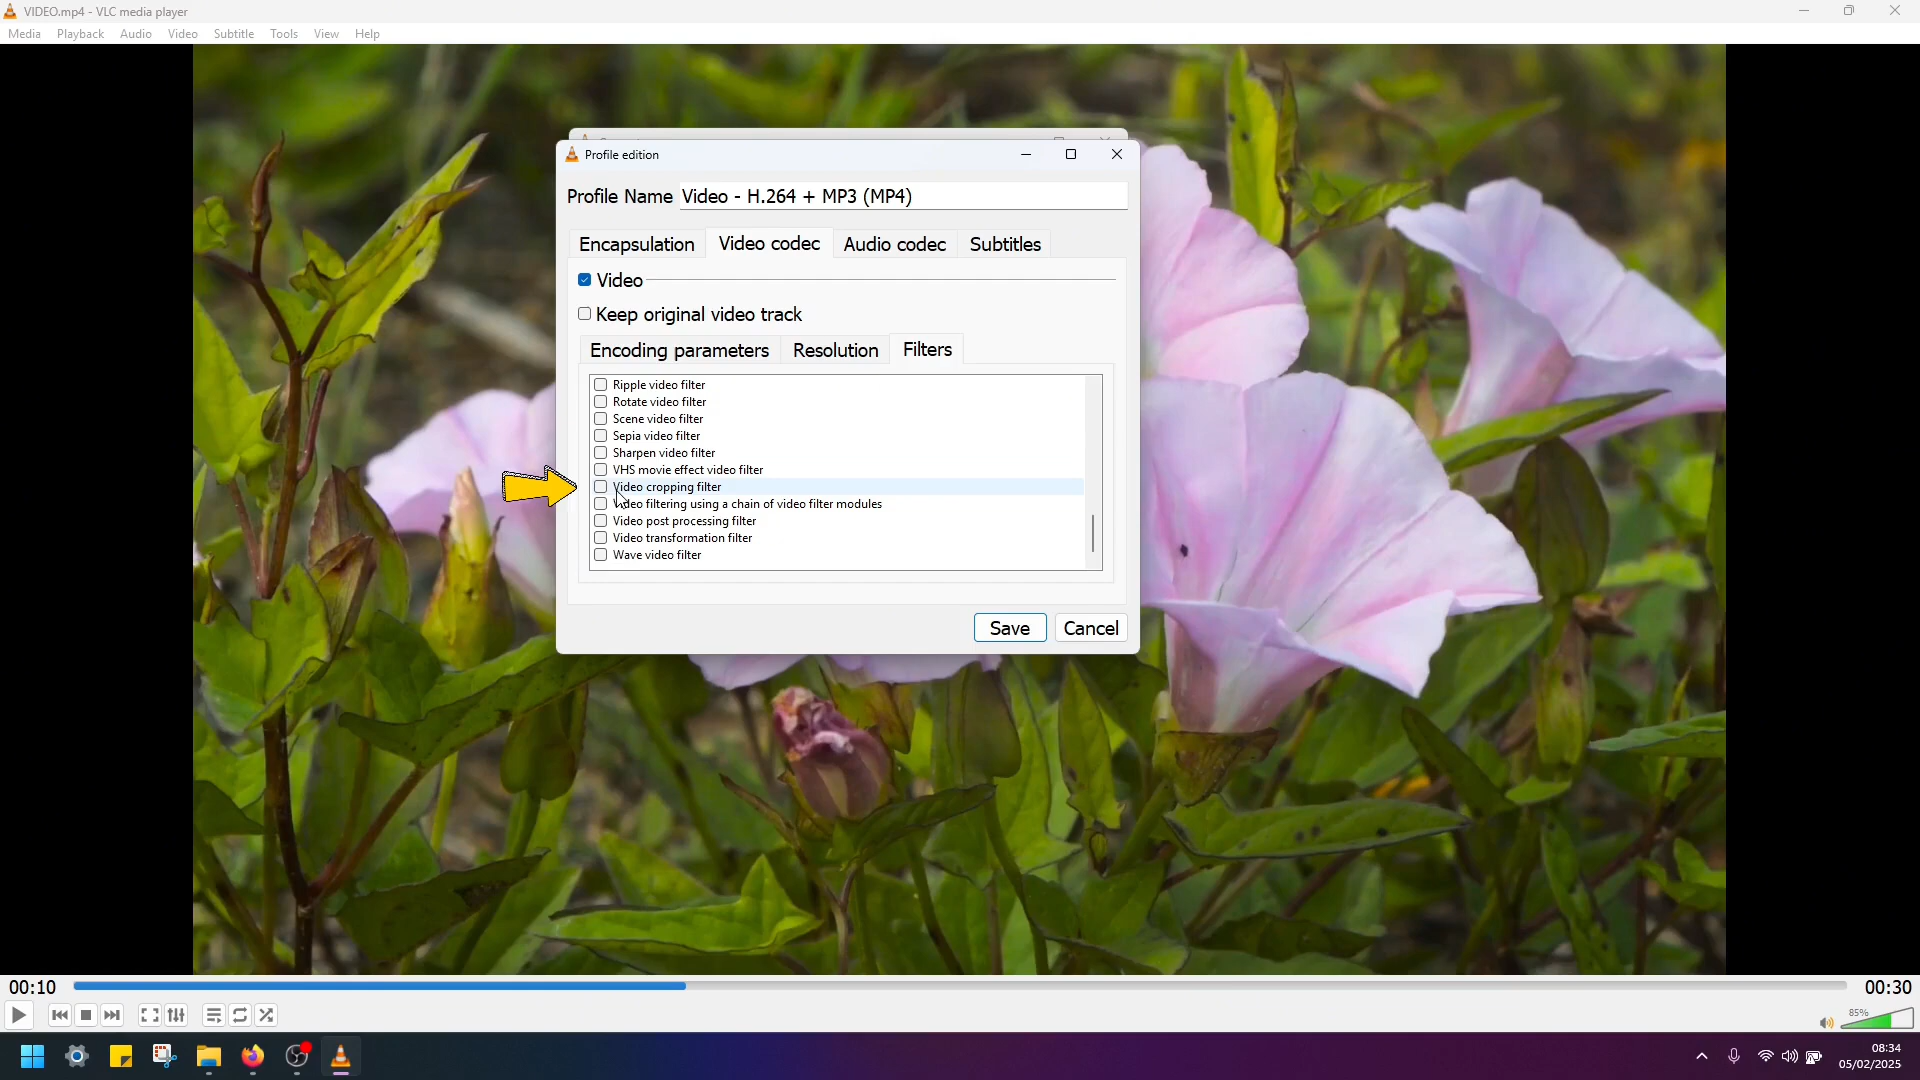 VIDEO.mp4 - VLC media player
Media Playback Audio Video Subtitle Tools View Help
Profile edition
Profile Name Video - H.264 + MP3 (MP4)
Encapsulation Video codec Audio codec Subtitles
Video
Keep original video track
Encoding parameters Resolution Filters
Ripple video filter
Rotate video filter
Scene video filter
Sepia video filter
Sharpen video filter
VHS movie effect video filter
Video cropping filter
Video filtering using a chain of video filter modules
Video post processing filter
Video transformation filter
Wave video filter
Save Cancel
00:10 00:30
85%
08:34
05/02/2025